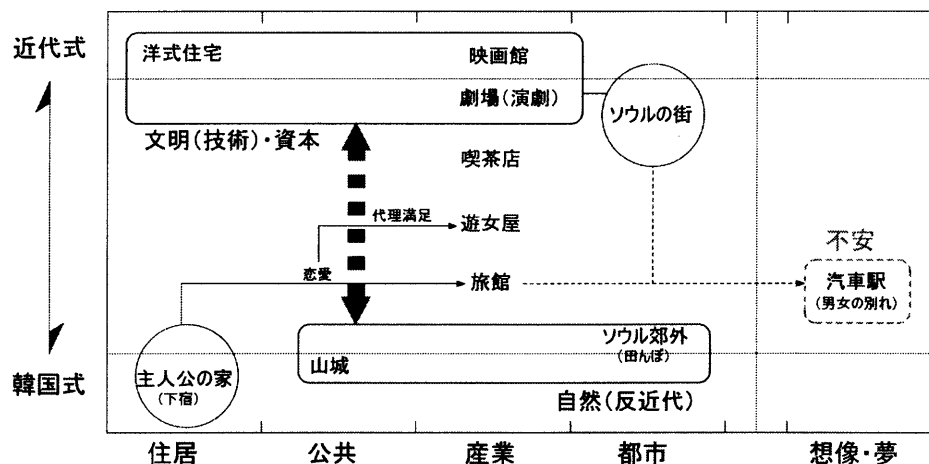 近代式
洋式住宅
映画館
劇場(演劇)
ソウルの街
文明(技術)・資本
喫茶店
代理満足
遊女屋
不安
恋愛
旅館
汽車駅
(男女の別れ)
ソウル郊外
(田んぼ)
山城
韓国式
主人公の家
(下宿)
自然(反近代)
住居
公共
産業
都市
想像・夢